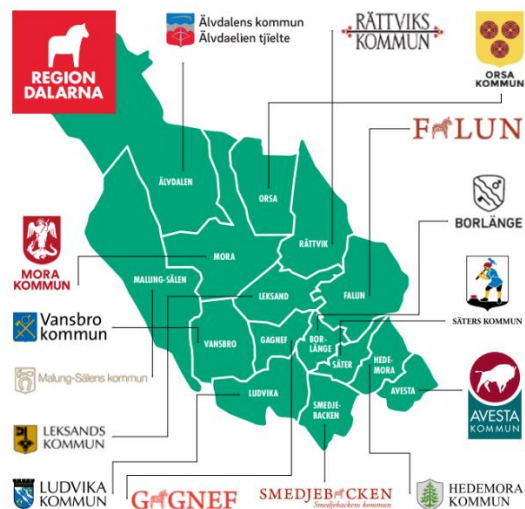 REGION
DALARNA
Älvdalens kommun
Älvdaelien tjïelte
RÄTTVIKS
KOMMUN
ORSA
KOMMUN
FALUN
BORLÄNGE
SÄTERS KOMMUN
AVESTA
KOMMUN
HEDEMORA
KOMMUN
SMEDJEBACKEN
Smedjebackens kommun
GAGNEF
LUDVIKA
KOMMUN
LEKSANDS
KOMMUN
Malung-Sälens kommun
Vansbro
kommun
MORA
KOMMUN
ÄLVDALEN
ORSA
RÄTTVIK
MORA
MALUNG-SÄLEN
LEKSAND
FALUN
VANSBRO
GAGNEF
BOR-
LÄNGE
SÄTER
HEDE-
MORA
AVESTA
LUDVIKA
SMEDJE-
BACKEN